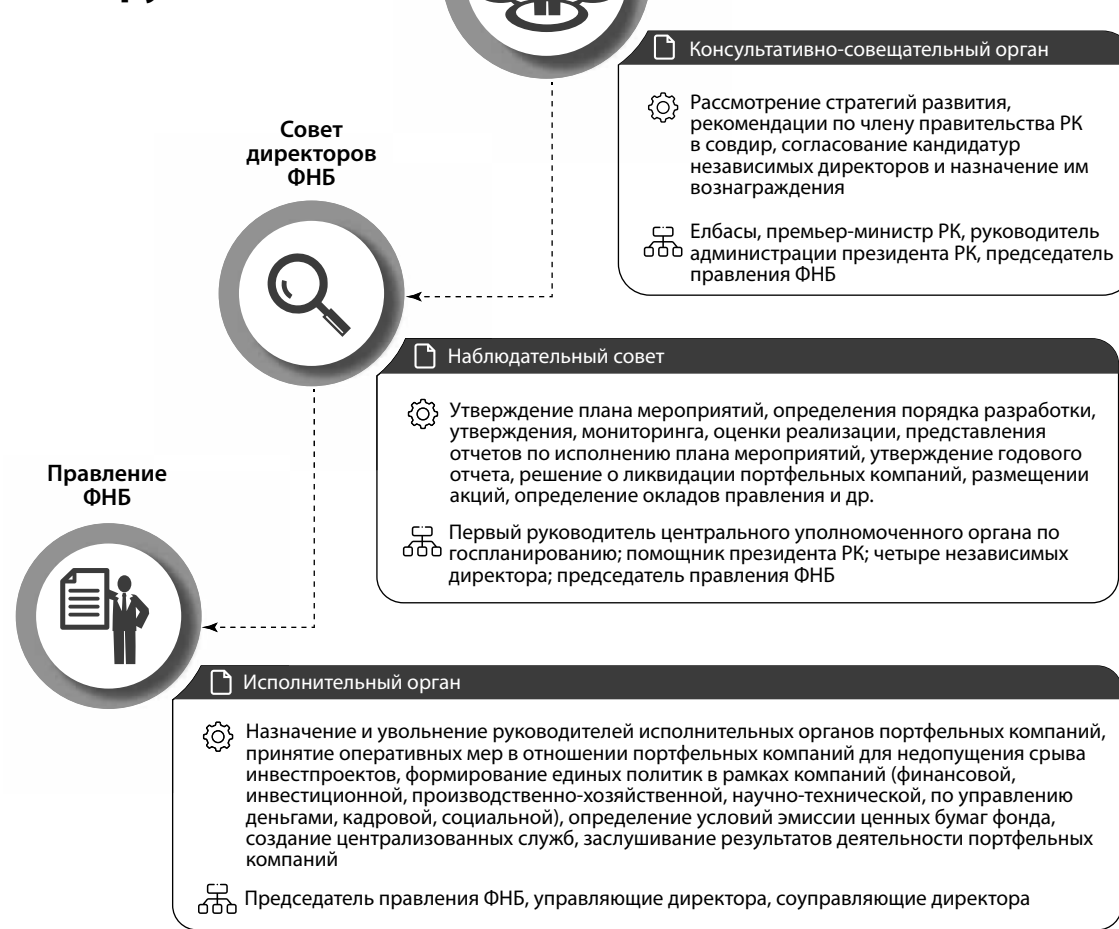 Консультативно-совещательный орган
Рассмотрение стратегий развития,
рекомендации по члену правительства РК
в совдир, согласование кандидатур
независимых директоров и назначение им
вознаграждения
Елбасы, премьер-министр РК, руководитель
администрации президента РК, председатель
правления ФНБ
Совет
директоров
ФНБ
Наблюдательный совет
Утверждение плана мероприятий, определения порядка разработки,
утверждения, мониторинга, оценки реализации, представления
отчетов по исполнению плана мероприятий, утверждение годового
отчета, решение о ликвидации портфельных компаний, размещении
акций, определение окладов правления и др.
Первый руководитель центрального уполномоченного органа по
госпланированию; помощник президента РК; четыре независимых
директора; председатель правления ФНБ
Правление
ФНБ
Исполнительный орган
Назначение и увольнение руководителей исполнительных органов портфельных компаний,
принятие оперативных мер в отношении портфельных компаний для недопущения срыва
инвестпроектов, формирование единых политик в рамках компаний (финансовой,
инвестиционной, производственно-хозяйственной, научно-технической, по управлению
деньгами, кадровой, социальной), определение условий эмиссии ценных бумаг фонда,
создание централизованных служб, заслушивание результатов деятельности портфельных
компаний
Председатель правления ФНБ, управляющие директора, соуправляющие директора